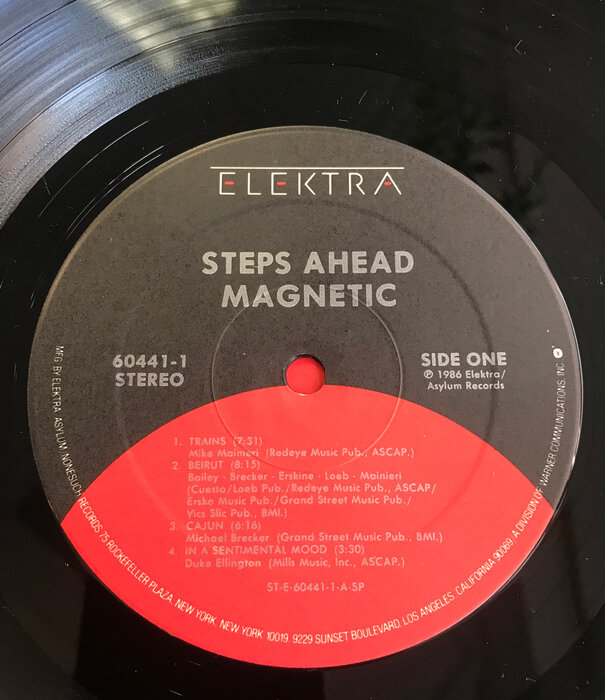 ELEKTRA
STEPS AHEAD
MAGNETIC
60441-1
STEREO
SIDE ONE
℗ 1986 Elektra/
Asylum Records
1. TRAINS (7:31)
Mike Mainieri (Redeye Music Pub., ASCAP.)
2. BEIRUT (8:15)
Bailey - Brecker - Erskine - Loeb - Mainieri
(Cuesta/Loeb Pub./Redeye Music Pub., ASCAP/
Ersko Music Pub./Grand Street Music Pub./
Vics Slic Pub., BMI.)
3. CAJUN (6:16)
Michael Brecker (Grand Street Music Pub., BMI.)
4. IN A SENTIMENTAL MOOD (3:30)
Duke Ellington (Mills Music, Inc., ASCAP.)
ST-E-60441-1-A-SP
MFG. BY ELEKTRA, ASYLUM, NONESUCH, RECORDS 75 ROCKEFELLER PLAZA, NEW YORK, NEW YORK 10019. 9229 SUNSET BOULEVARD, LOS ANGELES, CALIFORNIA 90069. A DIVISION OF WARNER COMMUNICATIONS, INC.